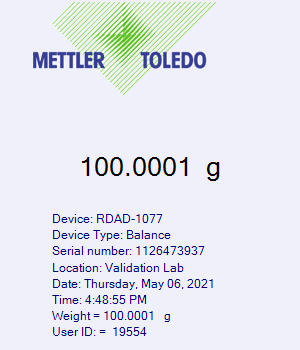 METTLER TOLEDO
100.0001 g
Device: RDAD-1077
Device Type: Balance
Serial number: 1126473937
Location: Validation Lab
Date: Thursday, May 06, 2021
Time: 4:48:55 PM
Weight = 100.0001 g
User ID: = 19554